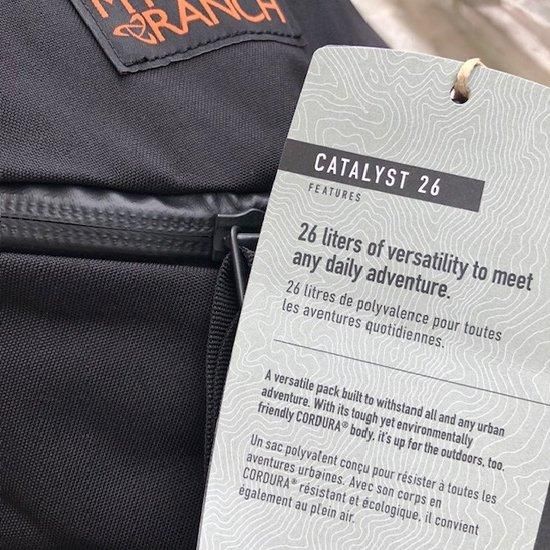 RANCH
CATALYST 26
FEATURES
26 liters of versatility to meet
any daily adventure.
26 litres de polyvalence pour toutes
les aventures quotidiennes.
A versatile pack built to withstand all and any urban
adventure. With its tough yet environmentally
friendly CORDURA® body, it's up for the outdoors, too.
Un sac polyvalent conçu pour résister à toutes les
aventures urbaines. Avec son corps en
CORDURA® résistant et écologique, il convient
également au plein air.